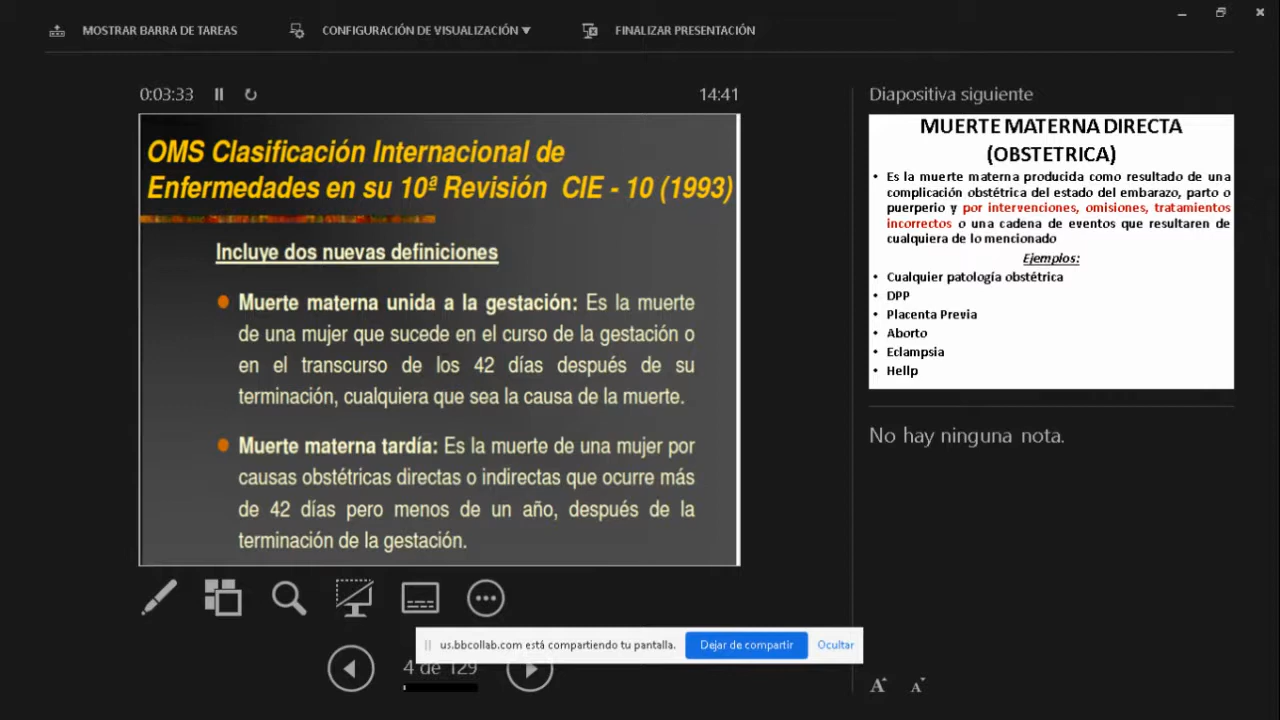 MOSTRAR BARRA DE TAREAS
CONFIGURACIÓN DE VISUALIZACIÓN ▼
FINALIZAR PRESENTACIÓN
0:03:33
14:41
OMS Clasificación Internacional de
Enfermedades en su 10ª Revisión CIE - 10 (1993)
Incluye dos nuevas definiciones
Muerte materna unida a la gestación: Es la muerte
de una mujer que sucede en el curso de la gestación o
en el transcurso de los 42 días después de su
terminación, cualquiera que sea la causa de la muerte.
Muerte materna tardía: Es la muerte de una mujer por
causas obstétricas directas o indirectas que ocurre más
de 42 días pero menos de un año, después de la
terminación de la gestación.
us.bbcollab.com está compartiendo tu pantalla.
Dejar de compartir
Ocultar
4 de 129
Diapositiva siguiente
MUERTE MATERNA DIRECTA
(OBSTETRICA)
• Es la muerte materna producida como resultado de una
complicación obstétrica del estado del embarazo, parto o
puerperio y por intervenciones, omisiones, tratamientos
incorrectos o una cadena de eventos que resultaren de
cualquiera de lo mencionado
Ejemplos:
• Cualquier patología obstétrica
• DPP
• Placenta Previa
• Aborto
• Eclampsia
• Hellp
No hay ninguna nota.
A A